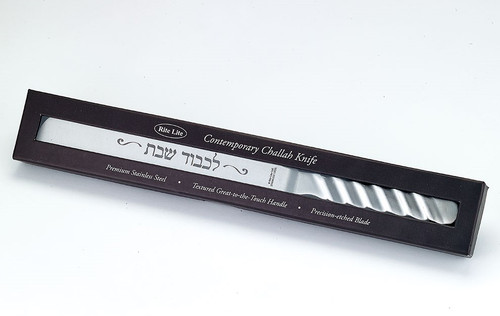 Rite Lite
Contemporary Challah Knife
לכבוד שבת
Premium Stainless Steel • Textured Great-to-the-Touch Handle • Precision-etched Blade